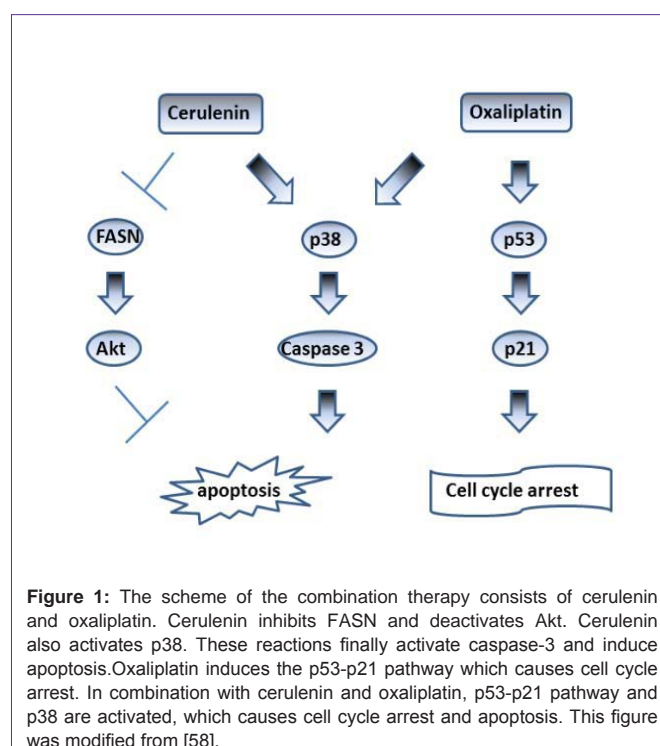 Cerulenin Oxaliplatin
FASN p38 p53
Akt Caspase 3 p21
apoptosis Cell cycle arrest
Figure 1: The scheme of the combination therapy consists of cerulenin
and oxaliplatin. Cerulenin inhibits FASN and deactivates Akt. Cerulenin
also activates p38. These reactions finally activate caspase-3 and induce
apoptosis.Oxaliplatin induces the p53-p21 pathway which causes cell cycle
arrest. In combination with cerulenin and oxaliplatin, p53-p21 pathway and
p38 are activated, which causes cell cycle arrest and apoptosis. This figure
was modified from [58].